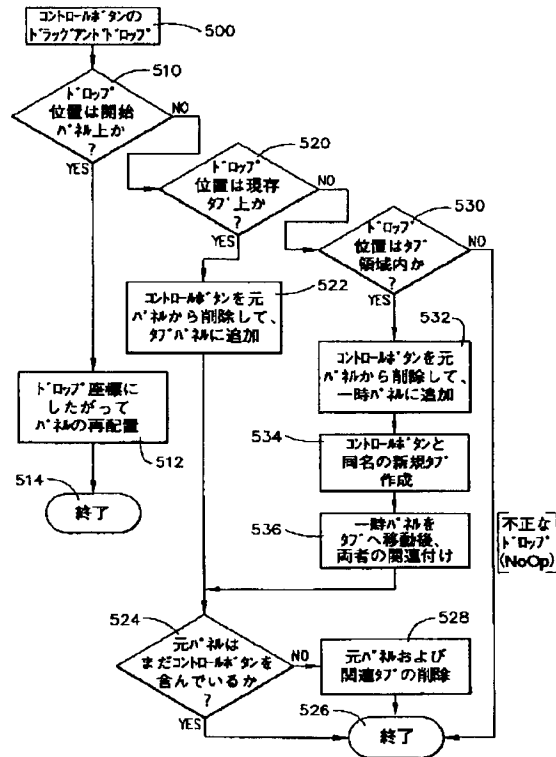 コントロールボタンの
ドラッグアンドドロップ
500
510
ドロップ
位置は開始
パネル上か
?
NO
YES
520
ドロップ
位置は現存
タブ上か
?
NO
YES
530
ドロップ
位置はタブ
領域内か
?
NO
YES
522
コントロールボタンを元
パネルから削除して、
タブパネルに追加
532
コントロールボタンを元
パネルから削除して、
一時パネルに追加
ドロップ座標に
したがって
パネルの再配置
512
534
コントロールボタンと
同名の新規タブ
作成
514
終了
536
一時パネルを
タブへ移動後、
両者の関連付け
不正な
ドロップ
(NoOp)
524
元パネルは
まだコントロールボタンを
含んでいるか
?
NO
YES
528
元パネルおよび
関連タブの削除
526
終了